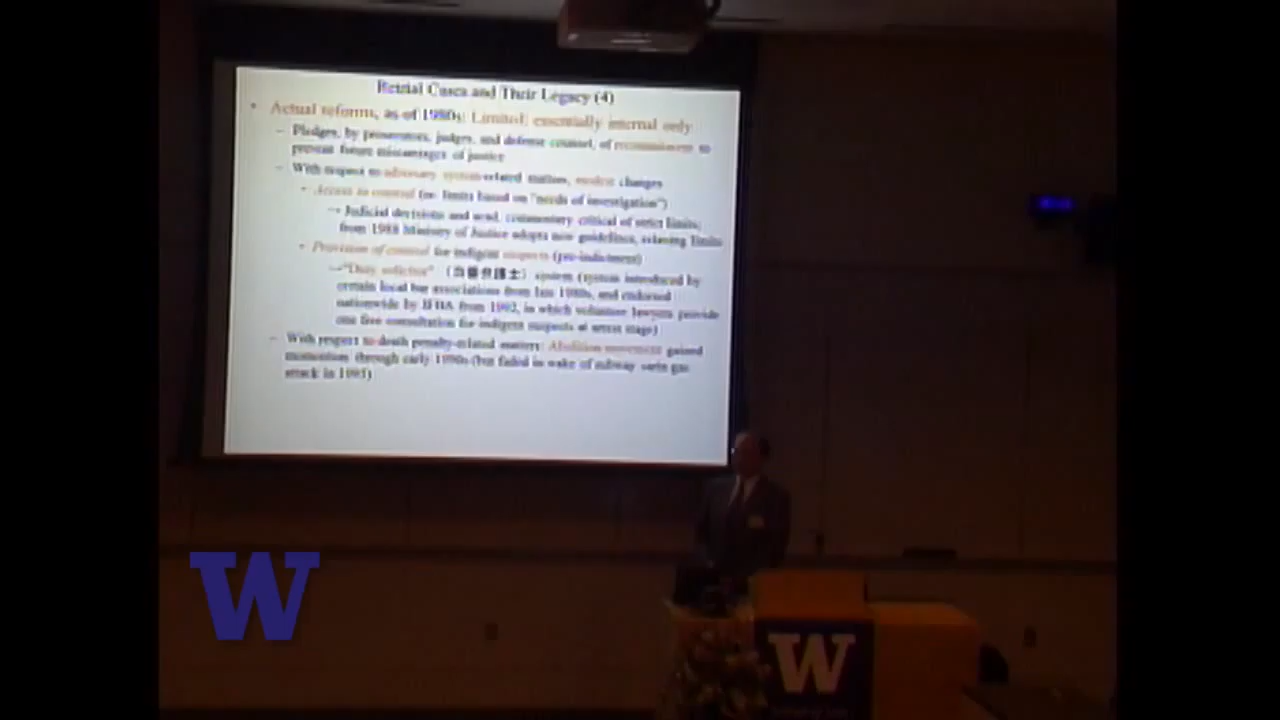 Retrial Cases and Their Legacy (4)
• Actual reforms, as of 1980s: Limited; essentially internal only
– Pledges, by prosecutors, judges, and defense counsel, of recommitment to
prevent future miscarriages of justice
– With respect to adversary system-related matters, modest changes
• Access to counsel (re: limits based on "needs of investigation")
→ Judicial decisions and acad. commentary critical of strict limits;
from 1988 Ministry of Justice adopts new guidelines, relaxing limits
• Provision of counsel for indigent suspects (pre-indictment)
→ "Duty solicitor" (当番弁護士) system (system introduced by
certain local bar associations from late 1980s, and endorsed
nationwide by JFBA from 1992, in which volunteer lawyers provide
one free consultation for indigent suspects at arrest stage)
– With respect to death penalty-related matters: Abolition movement gained
momentum through early 1990s (but failed in wake of subway sarin gas
attack in 1995)
W
W